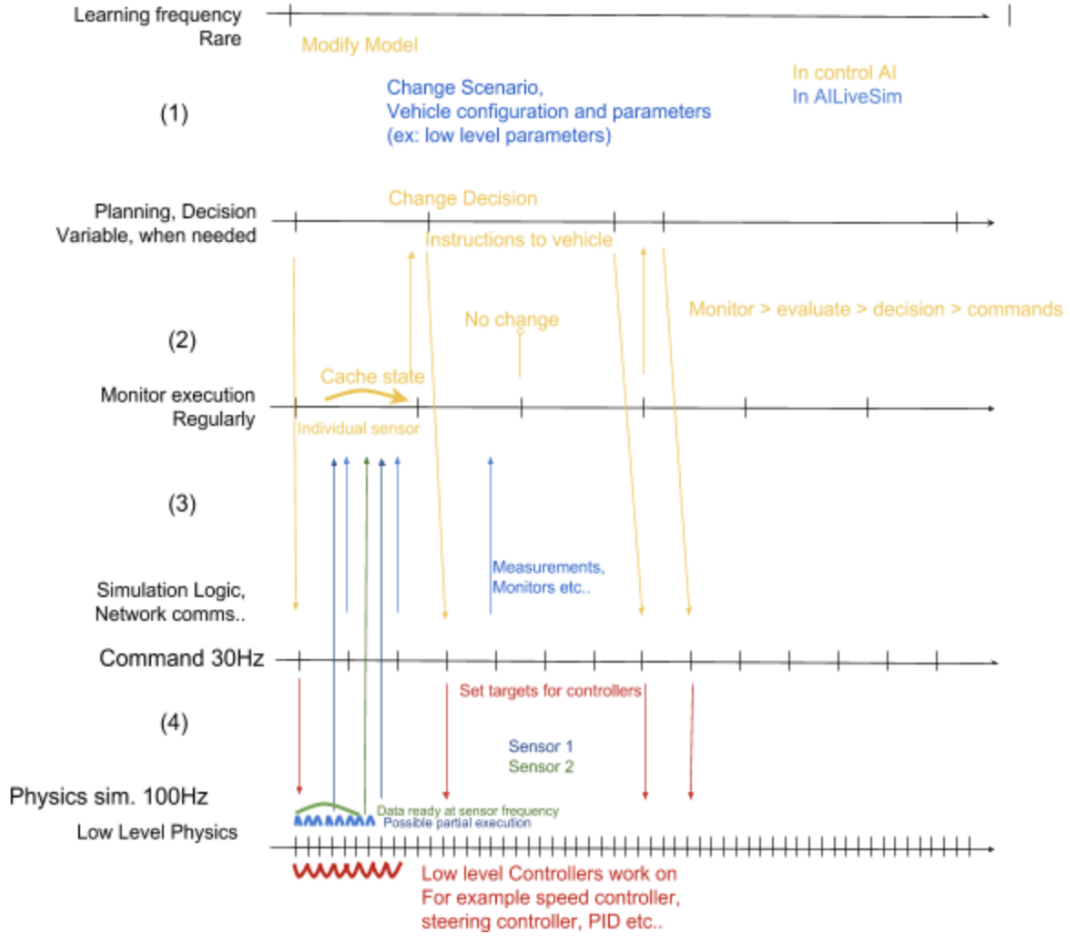 Learning frequency
Rare
Modify Model
In control AI
In AILiveSim
Change Scenario,
Vehicle configuration and parameters
(ex: low level parameters)
(1)
Change Decision
Planning, Decision
Variable, when needed
Instructions to vehicle
Monitor > evaluate > decision > commands
No change
(2)
Cache state
Monitor execution
Regularly
Individual sensor
(3)
Measurements,
Monitors etc..
Simulation Logic,
Network comms..
Command 30Hz
Set targets for controllers
(4)
Sensor 1
Sensor 2
Physics sim. 100Hz
Data ready at sensor frequency
Possible partial execution
Low Level Physics
Low level Controllers work on
For example speed controller,
steering controller, PID etc..